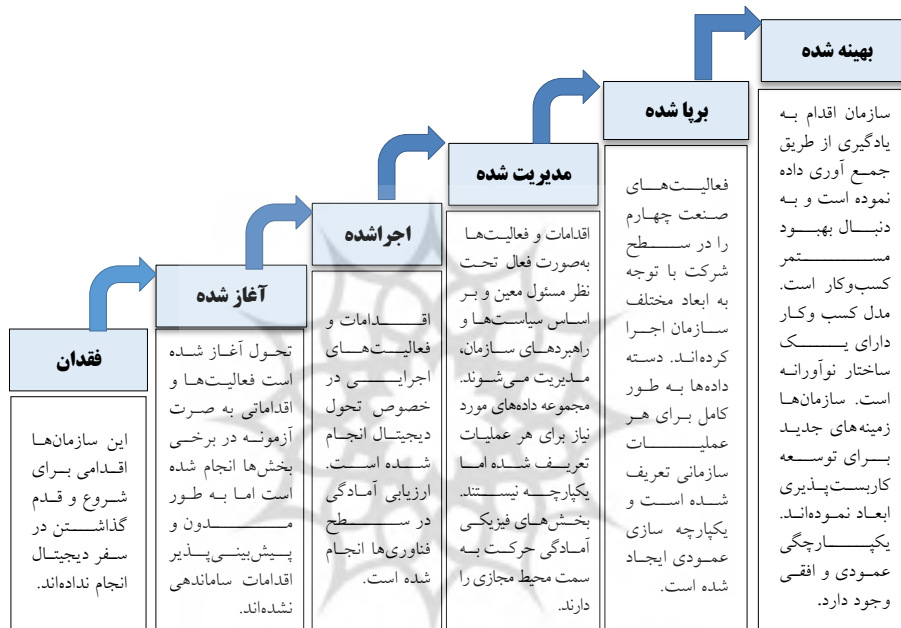 فقدان
این سازمان‌ها
اقدامی برای
شروع و قدم
گذاشتن در
سفر دیجیتال
انجام نداده‌اند.
آغاز شده
تحول آغاز شده
است فعالیت‌ها و
اقداماتی به صرت
آزمونه در برخی
بخش‌ها انجام شده
است اما به طور
مدون و
پیش‌بینی‌پذیر
اقدامات ساماندهی
نشده‌اند.
اجراشده
اقدامات و
فعالیت‌های
اجرایی در
خصوص تحول
دیجیتال انجام
شده است.
ارزیابی آمادگی
در سطح
فناوری‌ها انجام
شده است.
مدیریت شده
اقدامات و فعالیت‌ها
به‌صورت فعال تحت
نظر مسئول معین و بر
اساس سیاست‌ها و
راهبردهای سازمان،
مدیریت می‌شوند.
مجموعه داده‌های مورد
نیاز برای هر عملیات
تعریف شده اما
یکپارچه نیستند.
بخش‌های فیزیکی
آمادگی حرکت به
سمت محیط مجازی را
دارند.
برپا شده
فعالیت‌های
صنعت چهارم
را در سطح
شرکت با توجه
به ابعاد مختلف
سازمان اجرا
کرده‌اند. دسته
داده‌ها به طور
کامل برای هر
عملیات
سازمانی تعریف
شده است و
یکپارچه سازی
عمودی ایجاد
شده است.
بهینه شده
سازمان اقدام به
یادگیری از طریق
جمع آوری داده
نموده است و به
دنبال بهبود
مستمر
کسب‌وکار است.
مدل کسب وکار
دارای یک
ساختار نوآورانه
است. سازمان‌ها
زمینه‌های جدید
برای توسعه
کاربست‌پذیری
ابعاد نموده‌اند.
یکپارچگی
عمودی و افقی
وجود دارد.